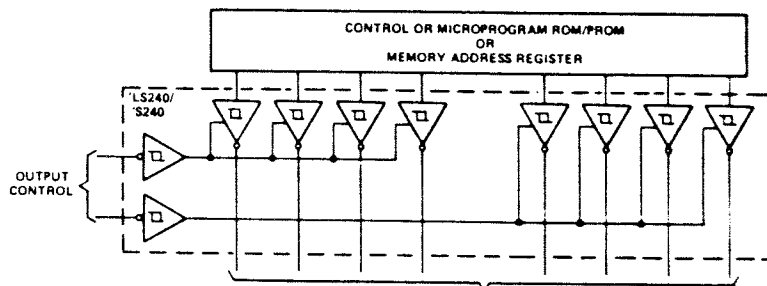 CONTROL OR MICROPROGRAM ROM/PROM
OR
MEMORY ADDRESS REGISTER
'LS240/
'S240
OUTPUT
CONTROL